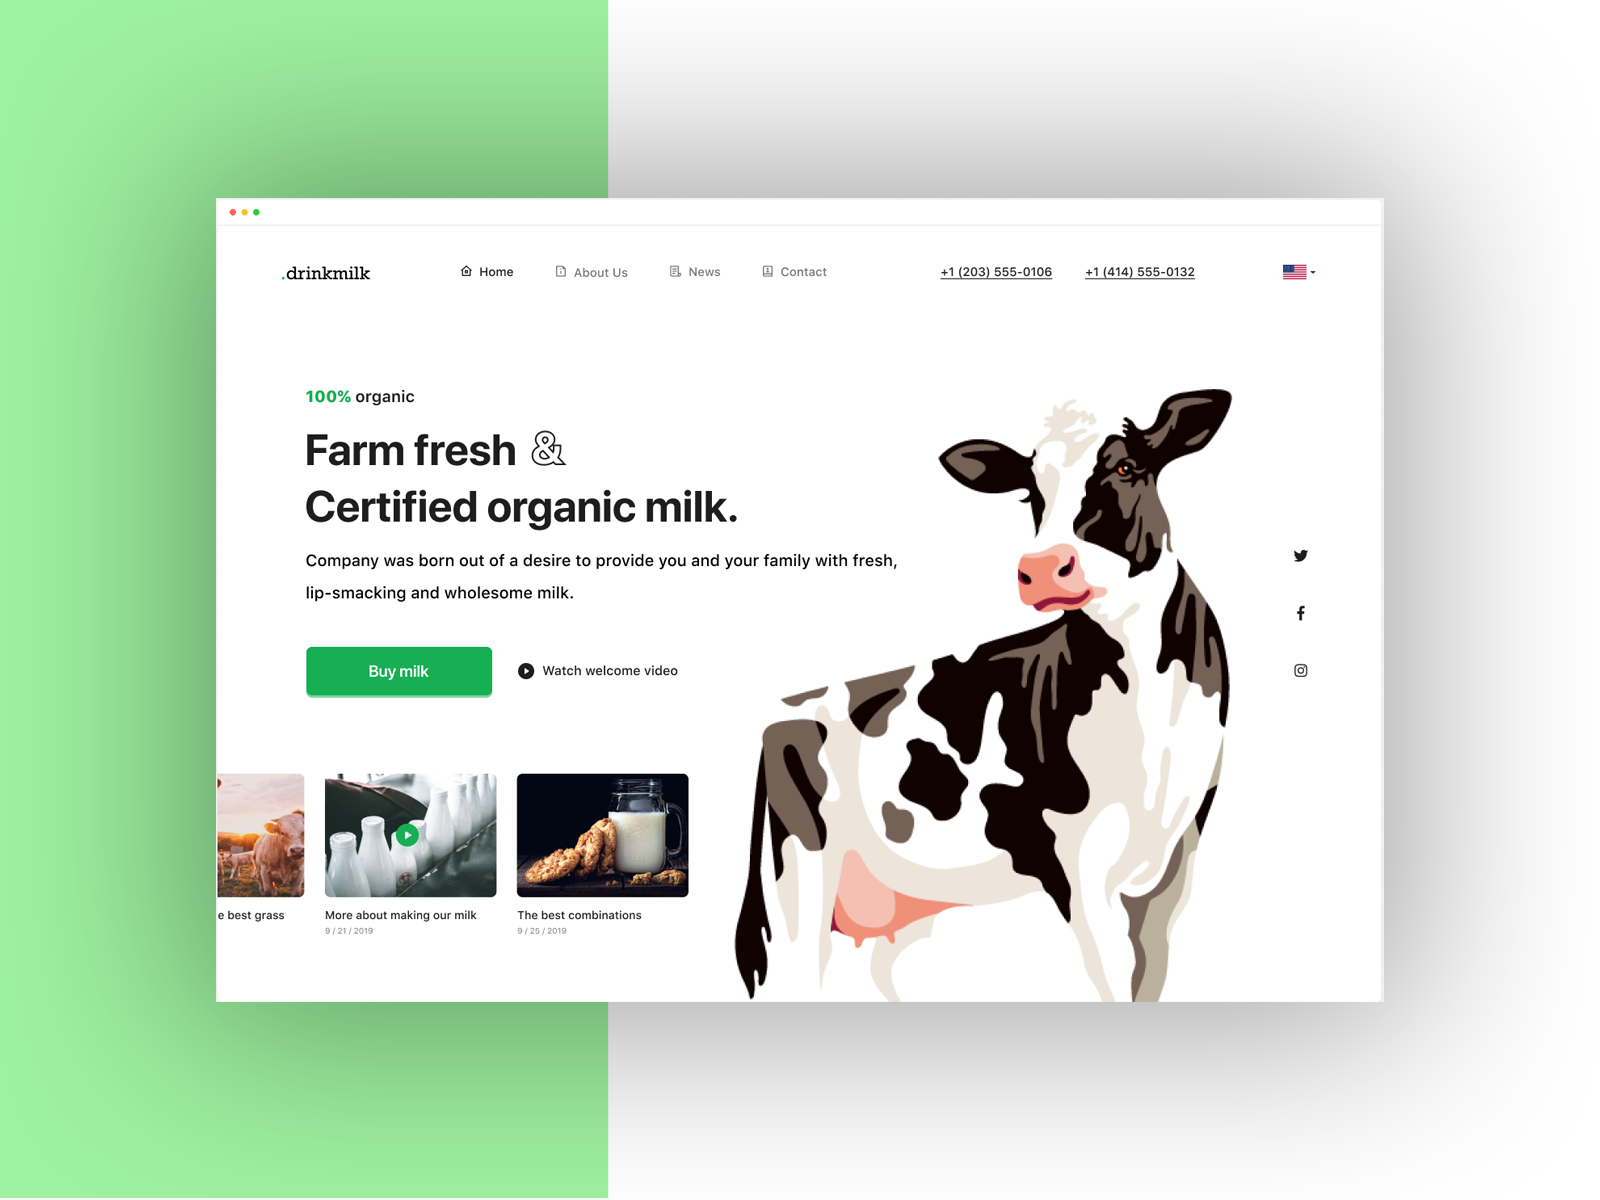 .drinkmilk
Home
About Us
News
Contact
+1 (203) 555-0106
+1 (414) 555-0132
100% organic
Farm fresh &
Certified organic milk.
Company was born out of a desire to provide you and your family with fresh,
lip-smacking and wholesome milk.
Buy milk
Watch welcome video
e best grass
More about making our milk
9 / 21 / 2019
The best combinations
9 / 25 / 2019